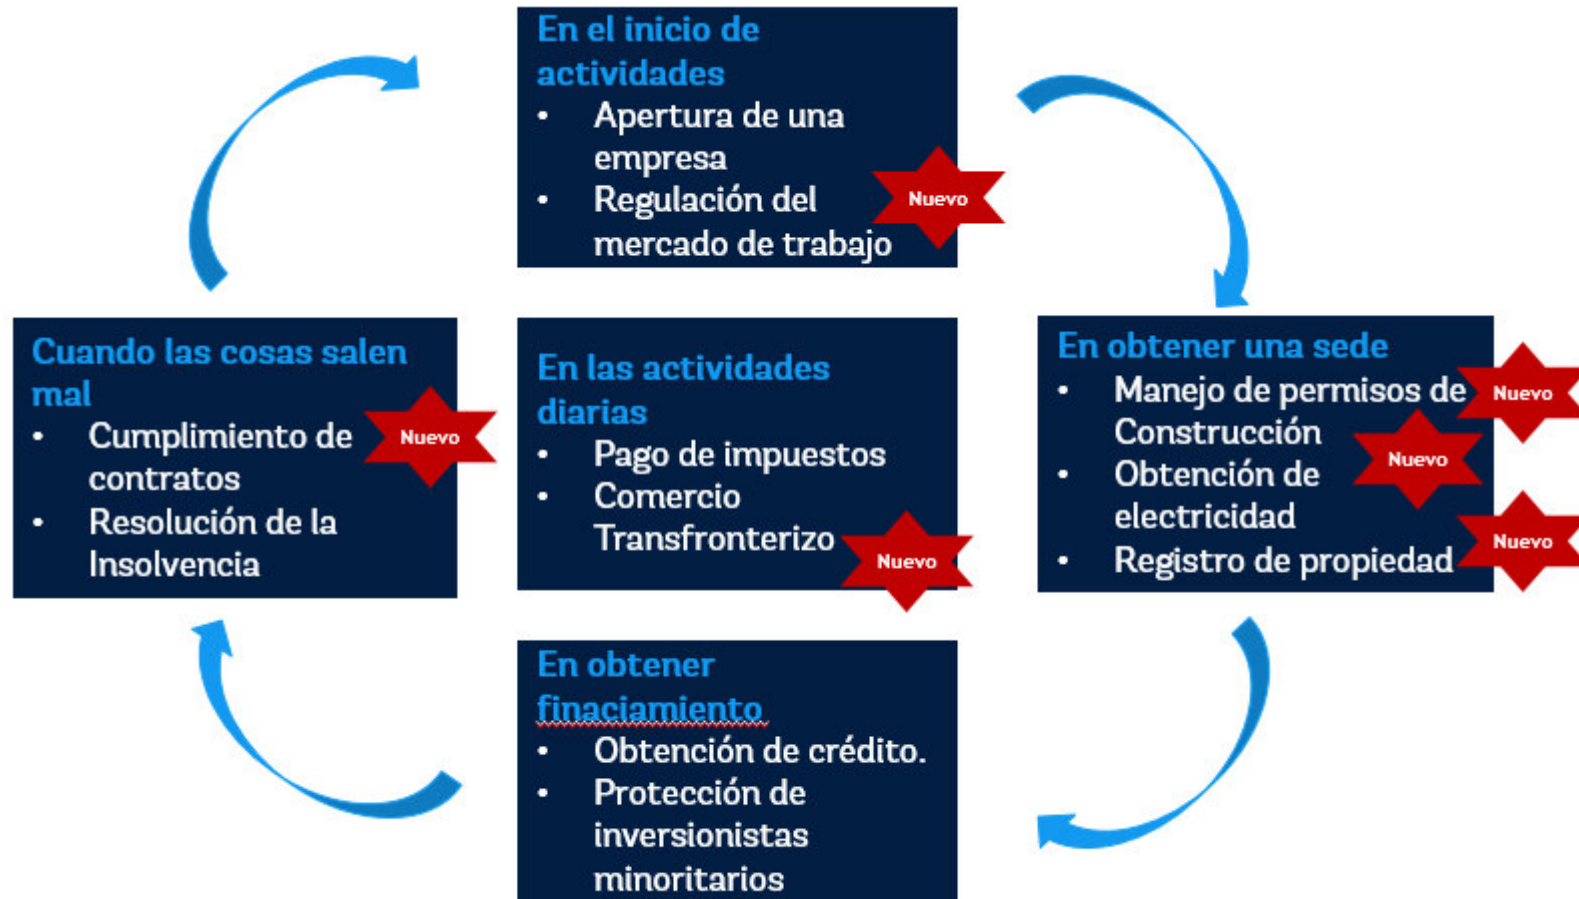 En el inicio de
actividades
• Apertura de una
empresa
• Regulación del
mercado de trabajo
Nuevo
Cuando las cosas salen
mal
• Cumplimiento de
contratos
• Resolución de la
Insolvencia
Nuevo
En las actividades
diarias
• Pago de impuestos
• Comercio
Transfronterizo
Nuevo
En obtener una sede
• Manejo de permisos de
Construcción
• Obtención de
electricidad
• Registro de propiedad
Nuevo
Nuevo
Nuevo
En obtener
finaciamiento
• Obtención de crédito.
• Protección de
inversionistas
minoritarios